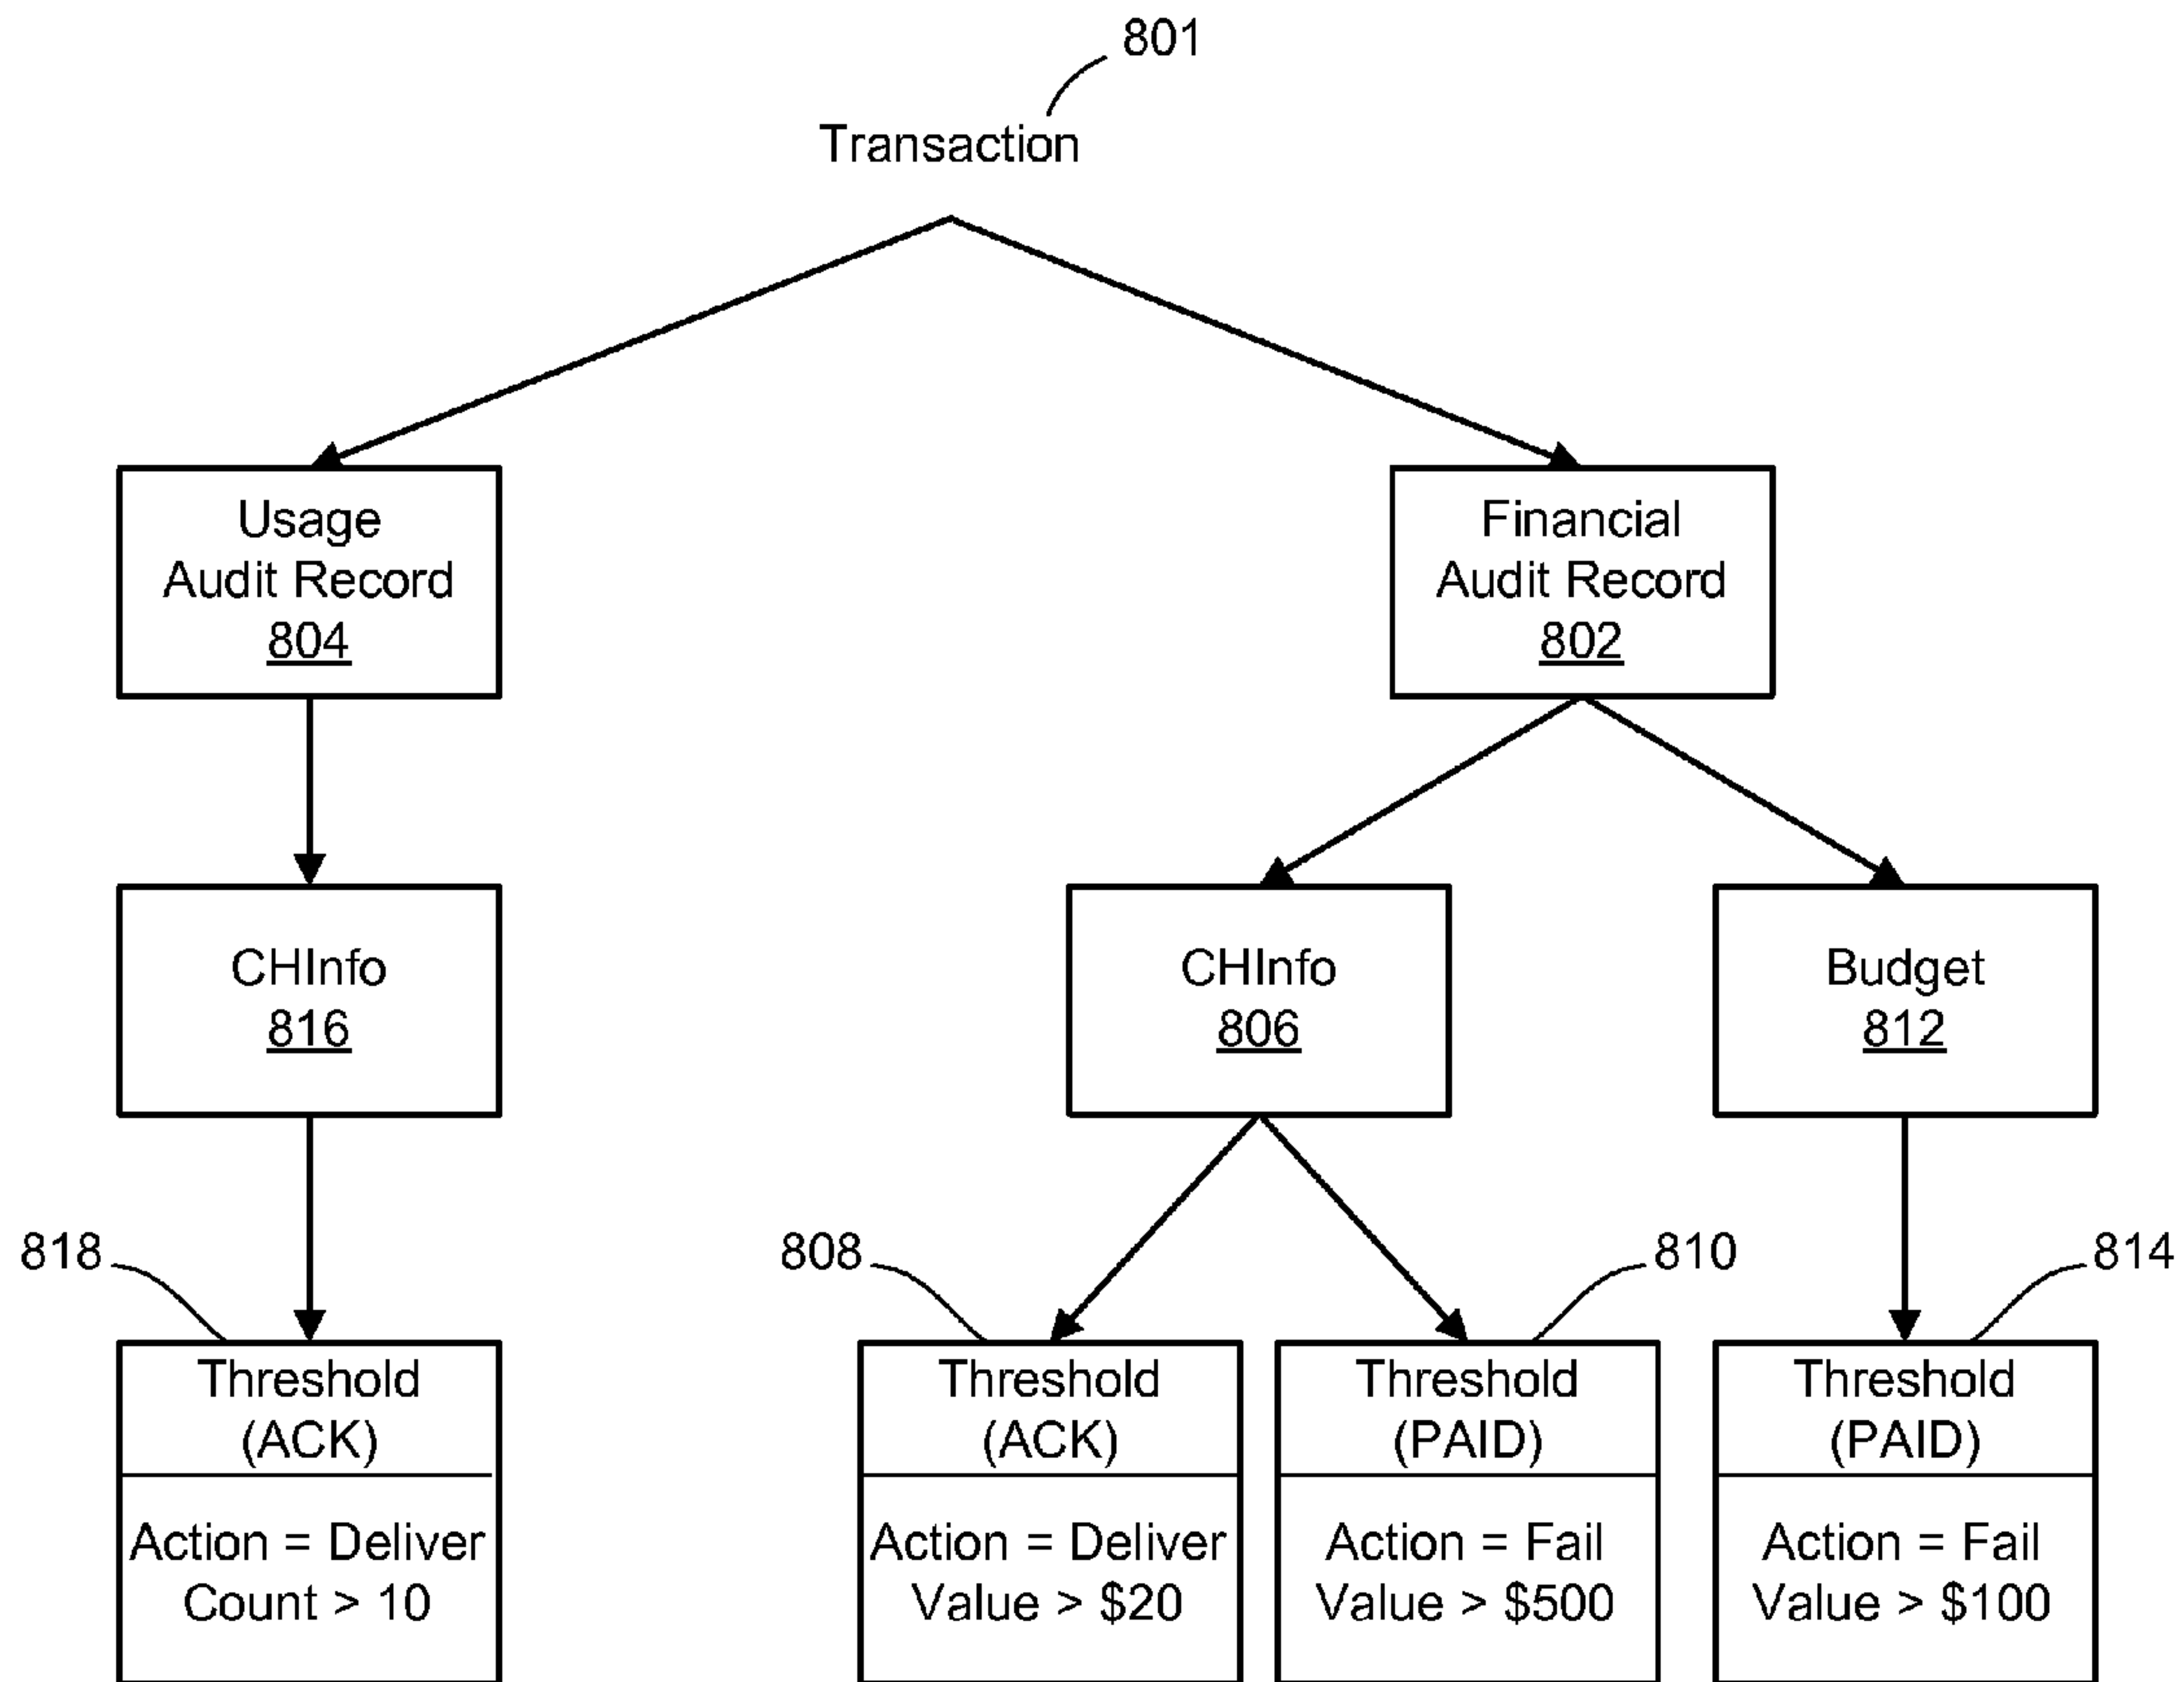 801
Transaction
Usage
Audit Record
804
Financial
Audit Record
802
CHInfo
816
CHInfo
806
Budget
812
818
808
810
814
Threshold
(ACK)
Action = Deliver
Count > 10
Threshold
(ACK)
Action = Deliver
Value > $20
Threshold
(PAID)
Action = Fail
Value > $500
Threshold
(PAID)
Action = Fail
Value > $100